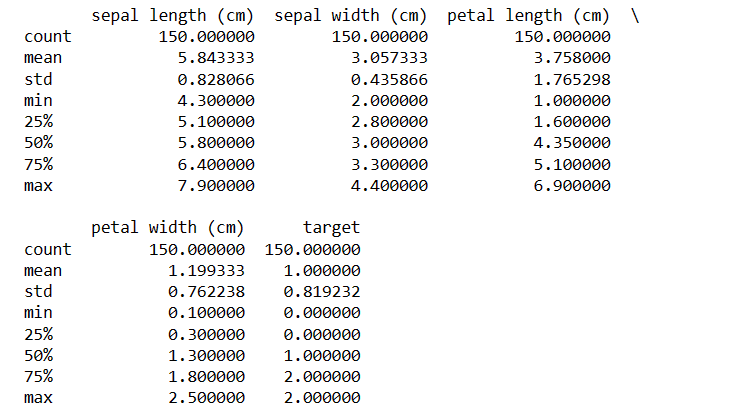 sepal length (cm)  sepal width (cm)  petal length (cm)  \
count         150.000000        150.000000         150.000000
mean            5.843333          3.057333           3.758000
std             0.828066          0.435866           1.765298
min             4.300000          2.000000           1.000000
25%             5.100000          2.800000           1.600000
50%             5.800000          3.000000           4.350000
75%             6.400000          3.300000           5.100000
max             7.900000          4.400000           6.900000
petal width (cm)      target
count        150.000000  150.000000
mean           1.199333    1.000000
std            0.762238    0.819232
min            0.100000    0.000000
25%            0.300000    0.000000
50%            1.300000    1.000000
75%            1.800000    2.000000
max            2.500000    2.000000